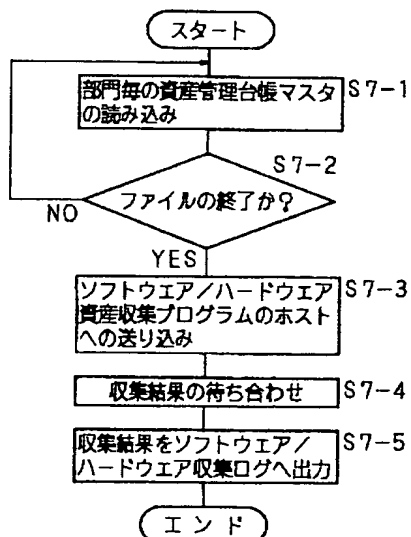 スタート
部門毎の資産管理台帳マスタ
の読み込み
S7-1
S7-2
ファイルの終了か?
NO
YES
ソフトウェア/ハードウェア
資産収集プログラムのホスト
への送り込み
S7-3
収集結果の待ち合わせ
S7-4
収集結果をソフトウェア/
ハードウェア収集ログへ出力
S7-5
エンド